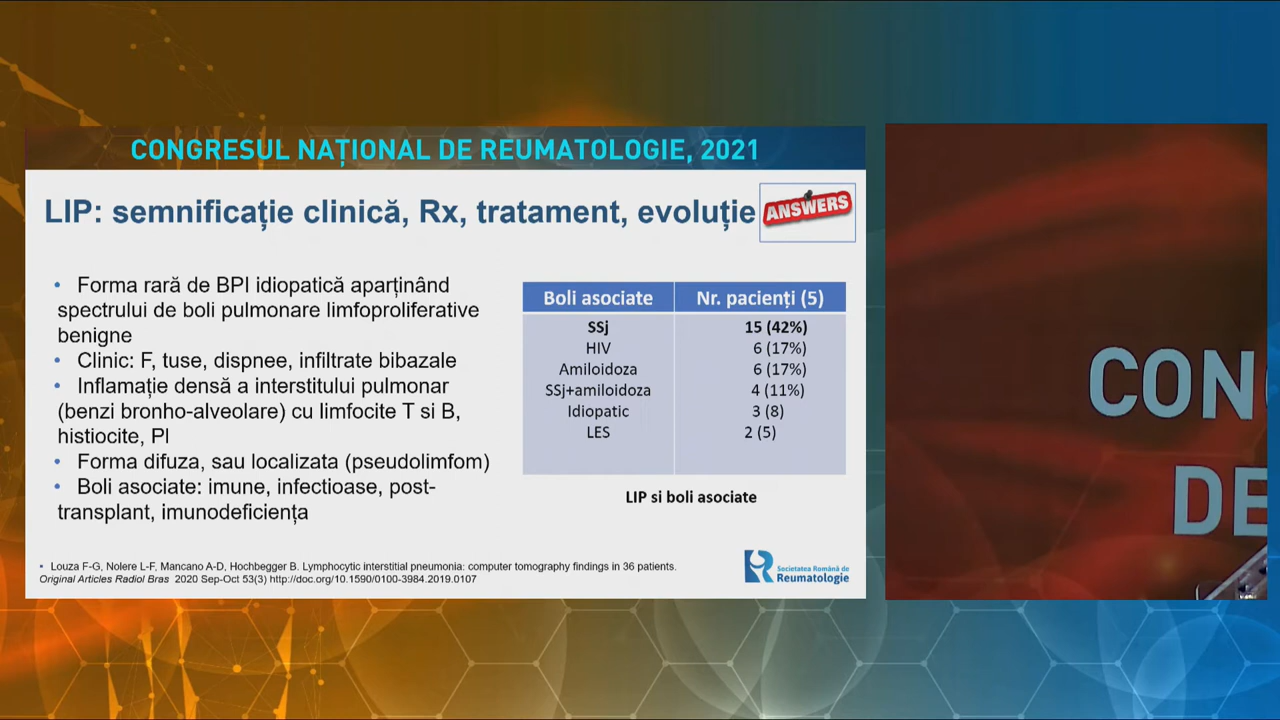 CONGRESUL NAȚIONAL DE REUMATOLOGIE, 2021
LIP: semnificație clinică, Rx, tratament, evoluție
ANSWERS
• Forma rară de BPI idiopatică aparținând
spectrului de boli pulmonare limfoproliferative
benigne
• Clinic: F, tuse, dispnee, infiltrate bibazale
• Inflamație densă a interstitului pulmonar
(benzi bronho-alveolare) cu limfocite T si B,
histiocite, Pl
• Forma difuza, sau localizata (pseudolimfom)
• Boli asociate: imune, infectioase, post-
transplant, imunodeficiența
Boli asociate Nr. pacienți (5)
SSj 15 (42%)
HIV 6 (17%)
Amiloidoza 6 (17%)
SSj+amiloidoza 4 (11%)
Idiopatic 3 (8)
LES 2 (5)
LIP si boli asociate
• Louza F-G, Nolere L-F, Mancano A-D, Hochbegger B. Lymphocytic interstitial pneumonia: computer tomography findings in 36 patients.
Original Articles Radiol Bras 2020 Sep-Oct 53(3) http://doc.org/10.1590/0100-3984.2019.0107
Societatea Română de
Reumatologie
CON
DE